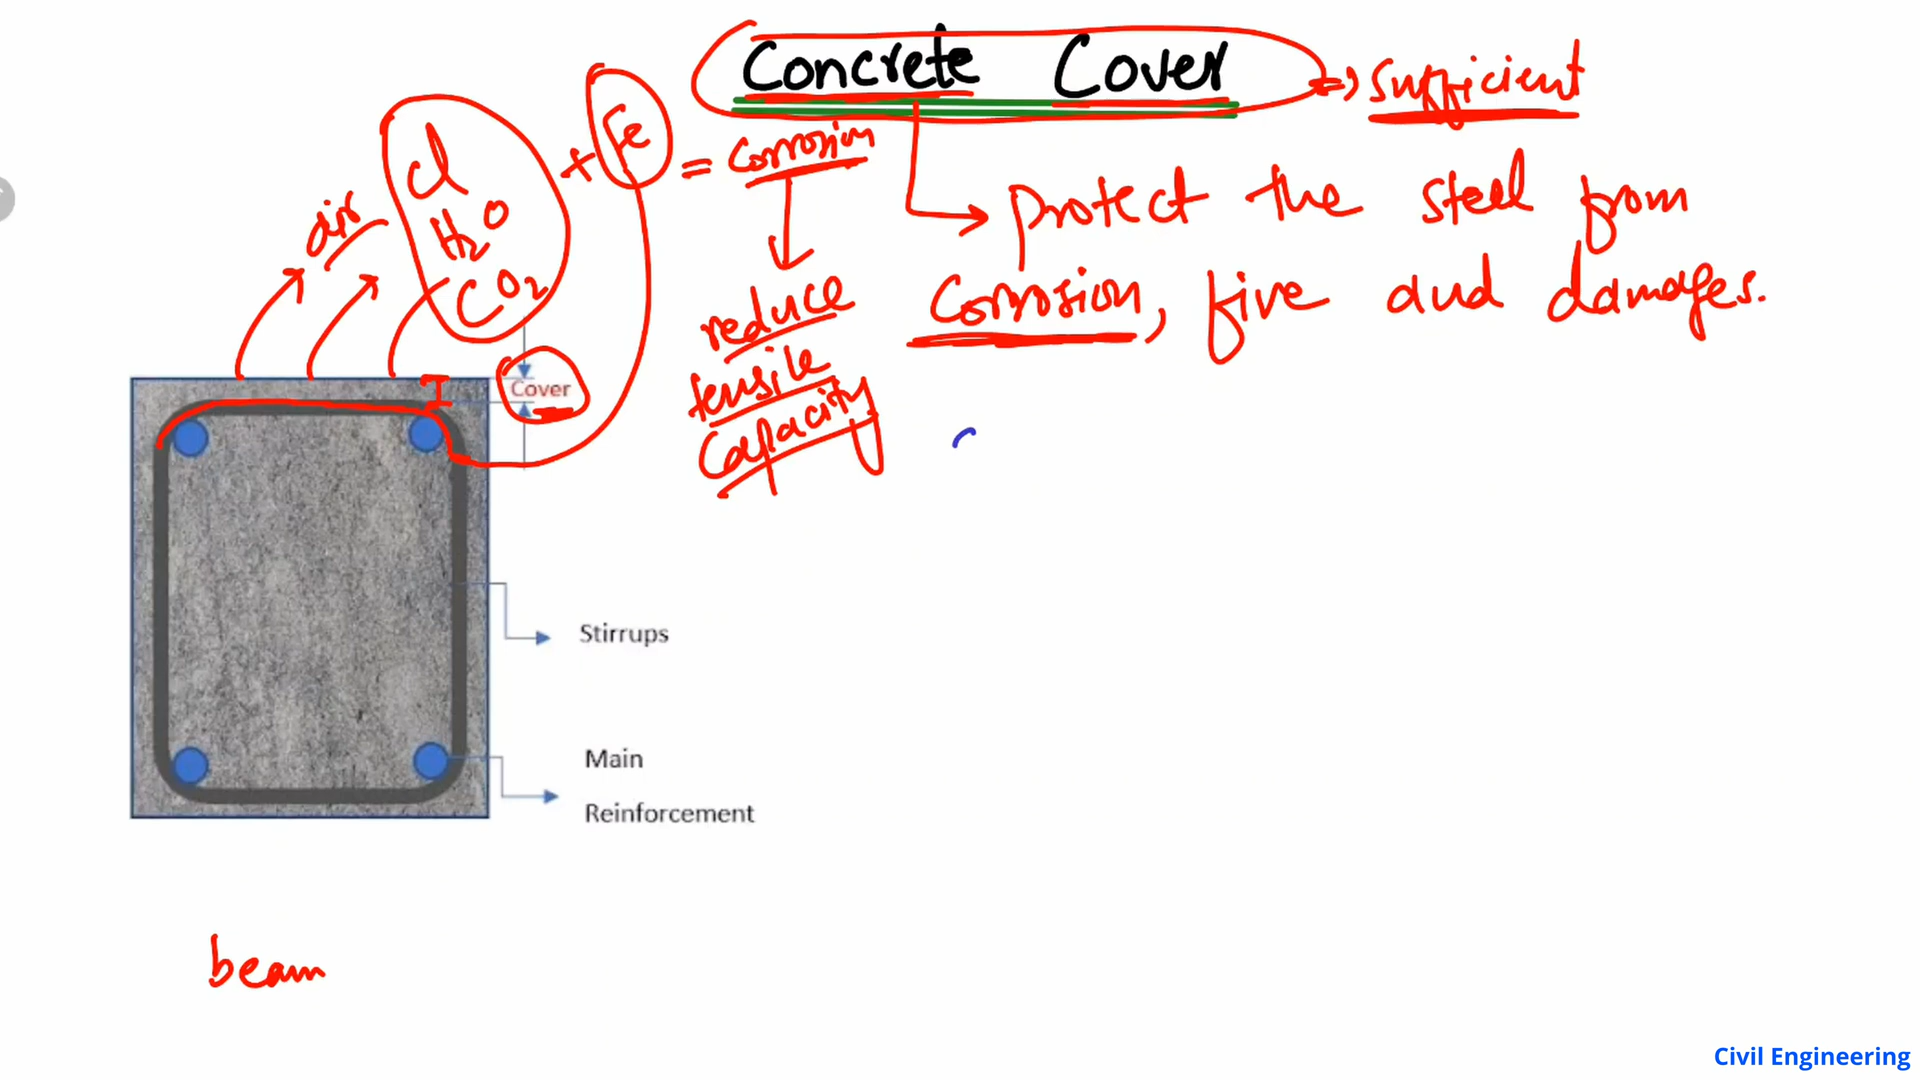 Concrete Cover => sufficient
Cl
H2O
CO2
+ Fe = Corrosion
air
reduce
tensile
capacity
Protect the steel from
Corrosion, fire and damages.
Cover
Stirrups
Main
Reinforcement
beam
Civil Engineering